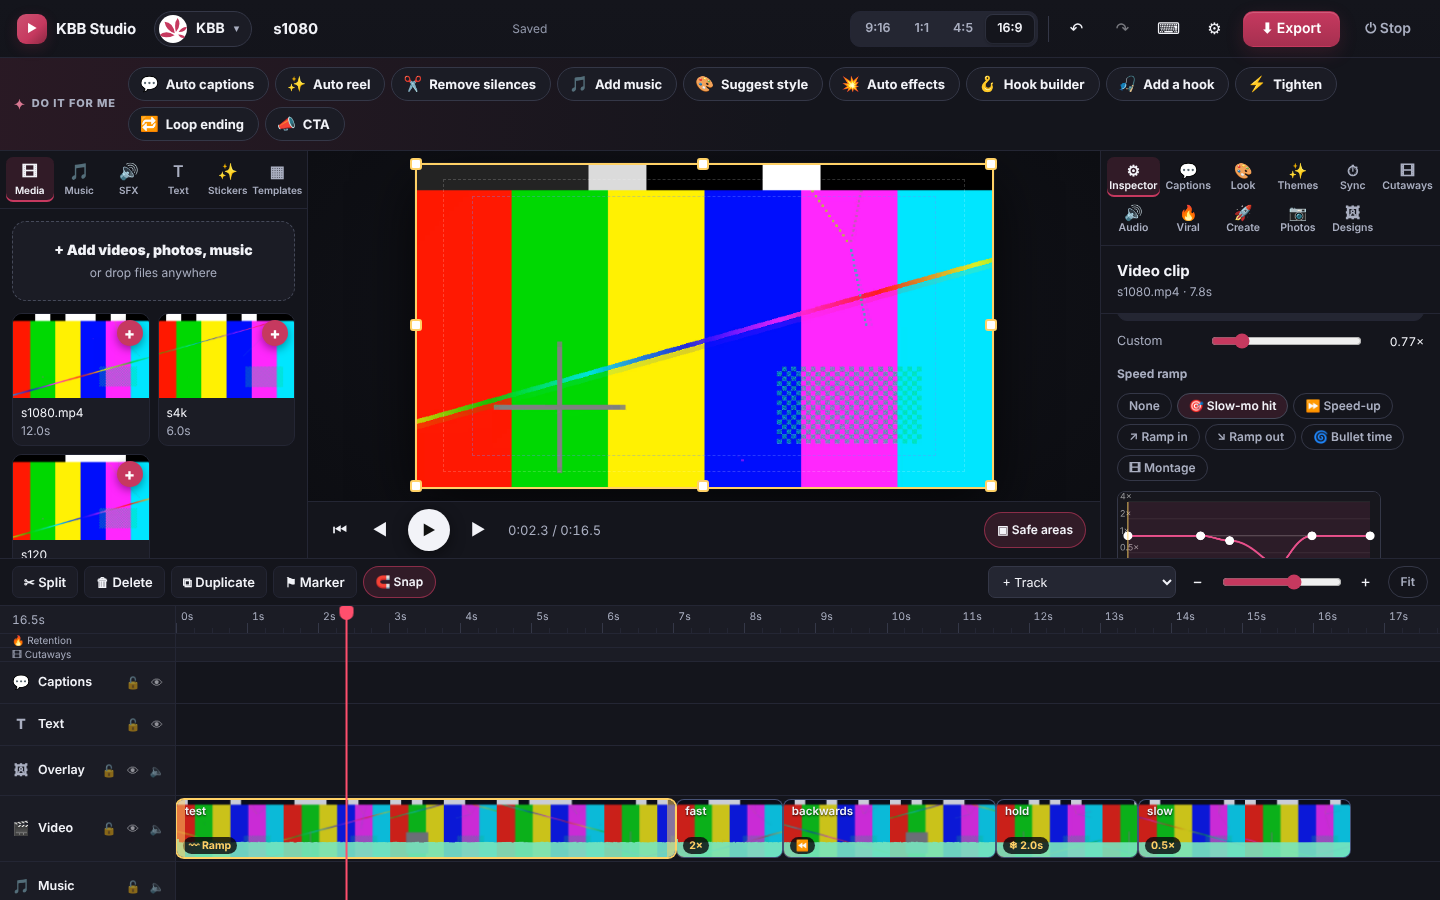 KBB Studio KBB s1080 Saved 9:16 1:1 4:5 16:9 Export Stop
DO IT FOR ME Auto captions Auto reel Remove silences Add music Suggest style Auto effects Hook builder Add a hook Tighten
Loop ending CTA
Media Music SFX Text Stickers Templates
+ Add videos, photos, music
or drop files anywhere
s1080.mp4
12.0s
s4k
6.0s
s120
0:02.3 / 0:16.5 Safe areas
Inspector Captions Look Themes Sync Cutaways
Audio Viral Create Photos Designs
Video clip
s1080.mp4 · 7.8s
Custom 0.77×
Speed ramp
None Slow-mo hit Speed-up
Ramp in Ramp out Bullet time
Montage
4×
2×
1×
0.5×
Split Delete Duplicate Marker Snap + Track − + Fit
16.5s 0s 1s 2s 3s 4s 5s 6s 7s 8s 9s 10s 11s 12s 13s 14s 15s 16s 17s
Retention
Cutaways
Captions
T Text
Overlay
Video
test fast backwards hold slow
Ramp 2× 2.0s 0.5×
Music